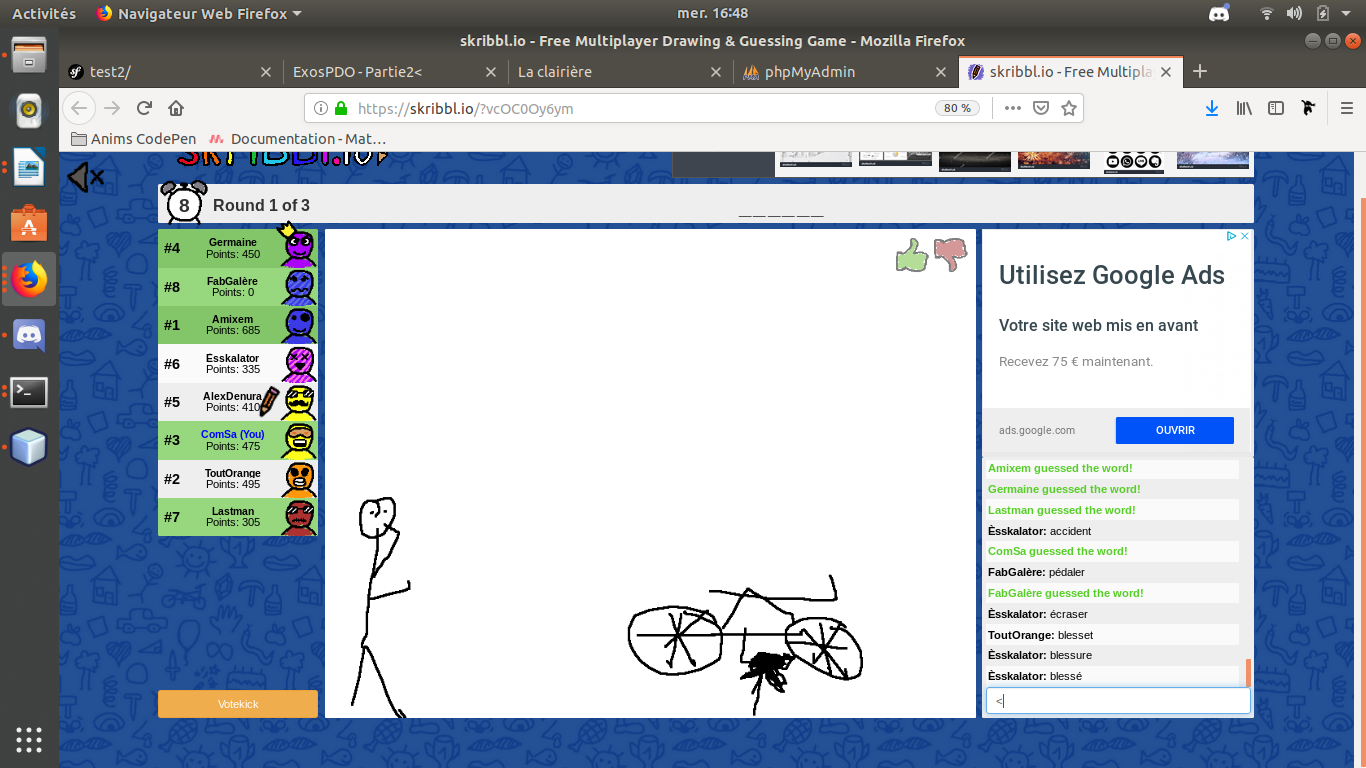 Activités Navigateur Web Firefox mer. 16:48
skribbl.io - Free Multiplayer Drawing & Guessing Game - Mozilla Firefox
test2/ ExosPDO - Partie2< La clairière phpMyAdmin skribbl.io - Free Multipla
https://skribbl.io/?vcOC0Oy6ym 80 %
Anims CodePen Documentation - Mat…
skribbl.io
8 Round 1 of 3 ______
#4 Germaine
Points: 450
#8 FabGalère
Points: 0
#1 Amixem
Points: 685
#6 Èsskalator
Points: 335
#5 AlexDenura
Points: 410
#3 ComSa (You)
Points: 475
#2 ToutOrange
Points: 495
#7 Lastman
Points: 305
Votekick
Utilisez Google Ads
Votre site web mis en avant
Recevez 75 € maintenant.
ads.google.com OUVRIR
Amixem guessed the word!
Germaine guessed the word!
Lastman guessed the word!
Èsskalator: accident
ComSa guessed the word!
FabGalère: pédaler
FabGalère guessed the word!
Èsskalator: écraser
ToutOrange: blesset
Èsskalator: blessure
Èsskalator: blessé
<